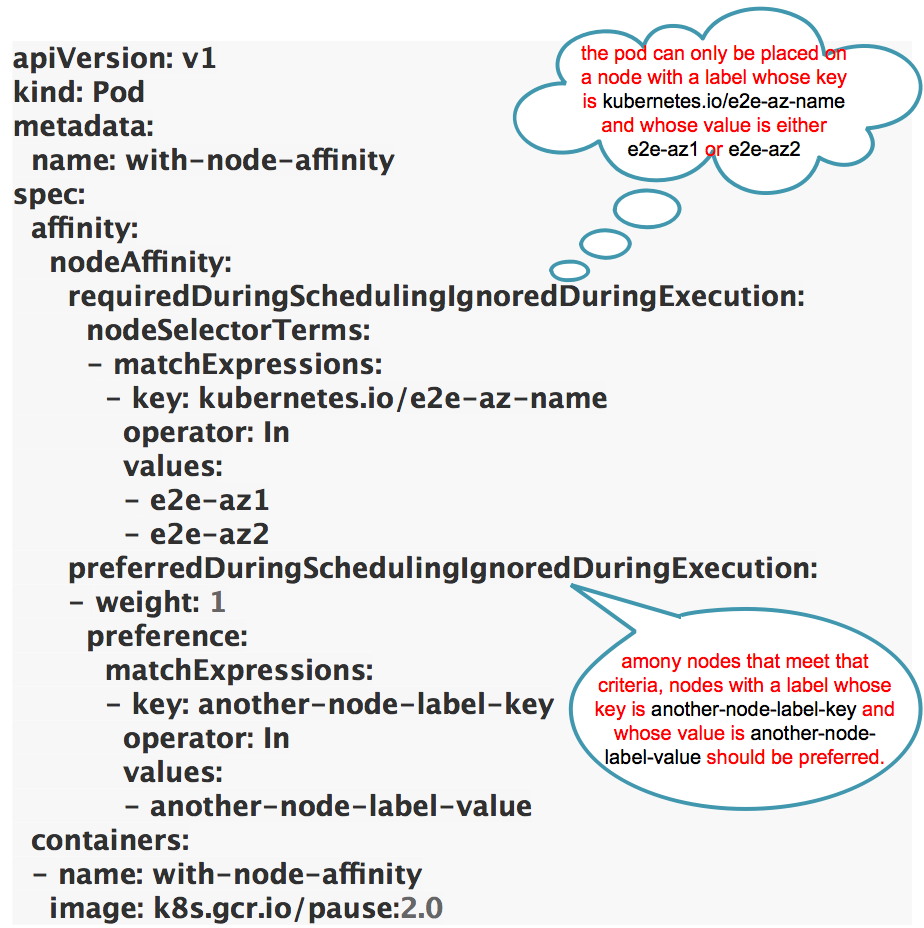 apiVersion: v1
kind: Pod
metadata:
  name: with-node-affinity
spec:
  affinity:
    nodeAffinity:
      requiredDuringSchedulingIgnoredDuringExecution:
        nodeSelectorTerms:
        - matchExpressions:
          - key: kubernetes.io/e2e-az-name
            operator: In
            values:
            - e2e-az1
            - e2e-az2
      preferredDuringSchedulingIgnoredDuringExecution:
      - weight: 1
        preference:
          matchExpressions:
          - key: another-node-label-key
            operator: In
            values:
            - another-node-label-value
  containers:
  - name: with-node-affinity
    image: k8s.gcr.io/pause:2.0
the pod can only be placed on
a node with a label whose key
is kubernetes.io/e2e-az-name
and whose value is either
e2e-az1 or e2e-az2
amony nodes that meet that
criteria, nodes with a label whose
key is another-node-label-key and
whose value is another-node-
label-value should be preferred.